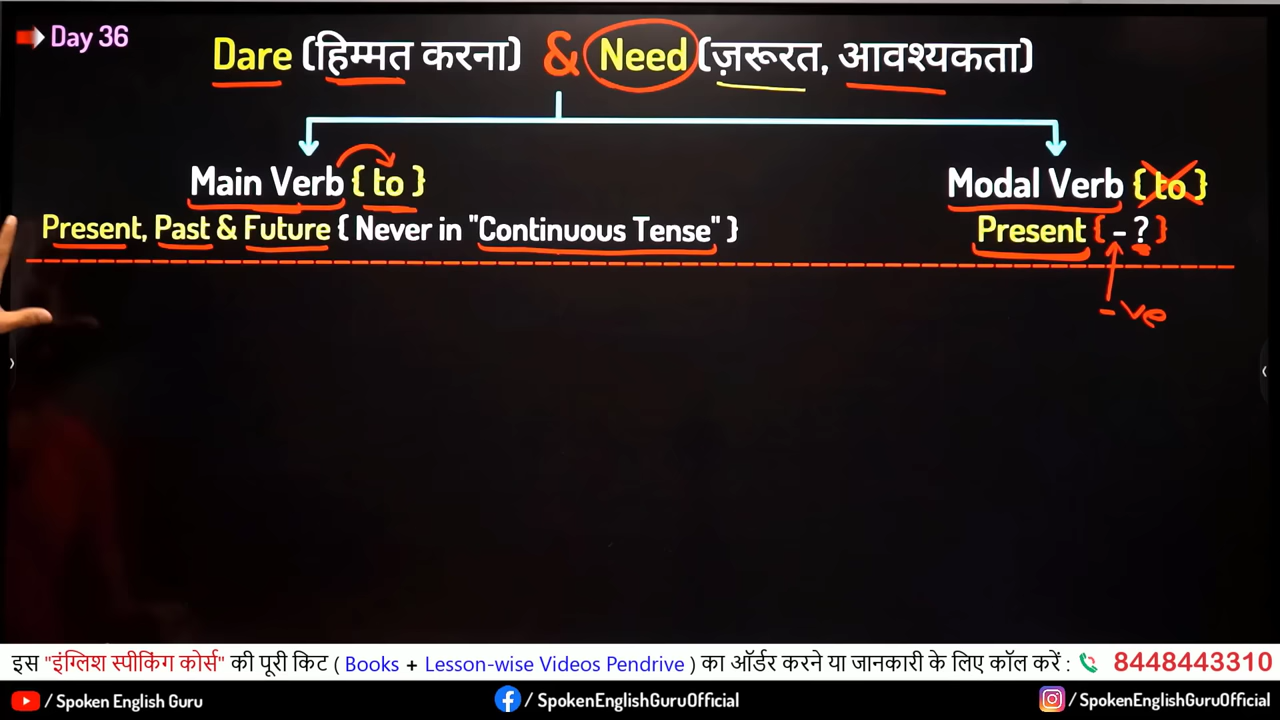 Day 36
Dare (हिम्मत करना) & Need (ज़रूरत, आवश्यकता)
Main Verb { to }
Present, Past & Future { Never in "Continuous Tense" }
Modal Verb { to }
Present { - ? }
- ve
इस "इंग्लिश स्पीकिंग कोर्स" की पूरी किट ( Books + Lesson-wise Videos Pendrive ) का ऑर्डर करने या जानकारी के लिए कॉल करें : 8448443310
/ Spoken English Guru
/SpokenEnglishGuruOfficial
/SpokenEnglishGuruOfficial